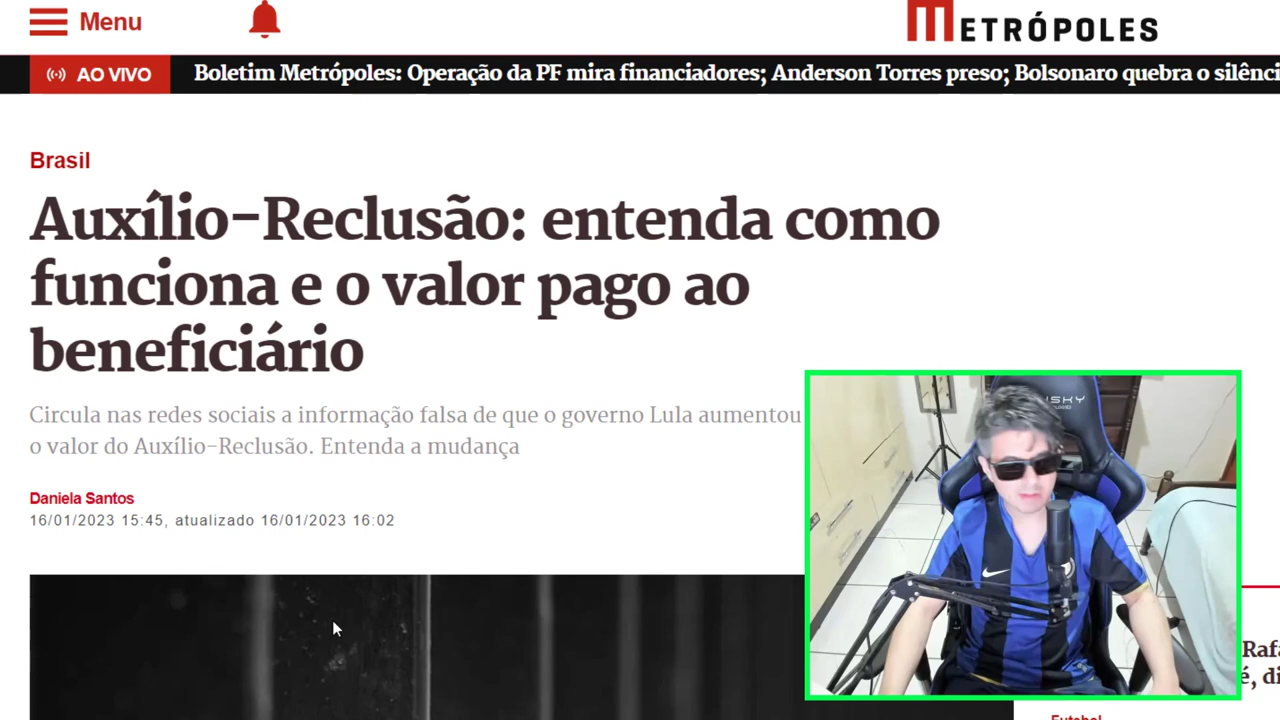 Menu
METRÓPOLES
AO VIVO
Boletim Metrópoles: Operação da PF mira financiadores; Anderson Torres preso; Bolsonaro quebra o silênci
Brasil
Auxílio-Reclusão: entenda como
funciona e o valor pago ao
beneficiário
Circula nas redes sociais a informação falsa de que o governo Lula aumentou
o valor do Auxílio-Reclusão. Entenda a mudança
Daniela Santos
16/01/2023 15:45, atualizado 16/01/2023 16:02
Rafa
é, di
Futebol